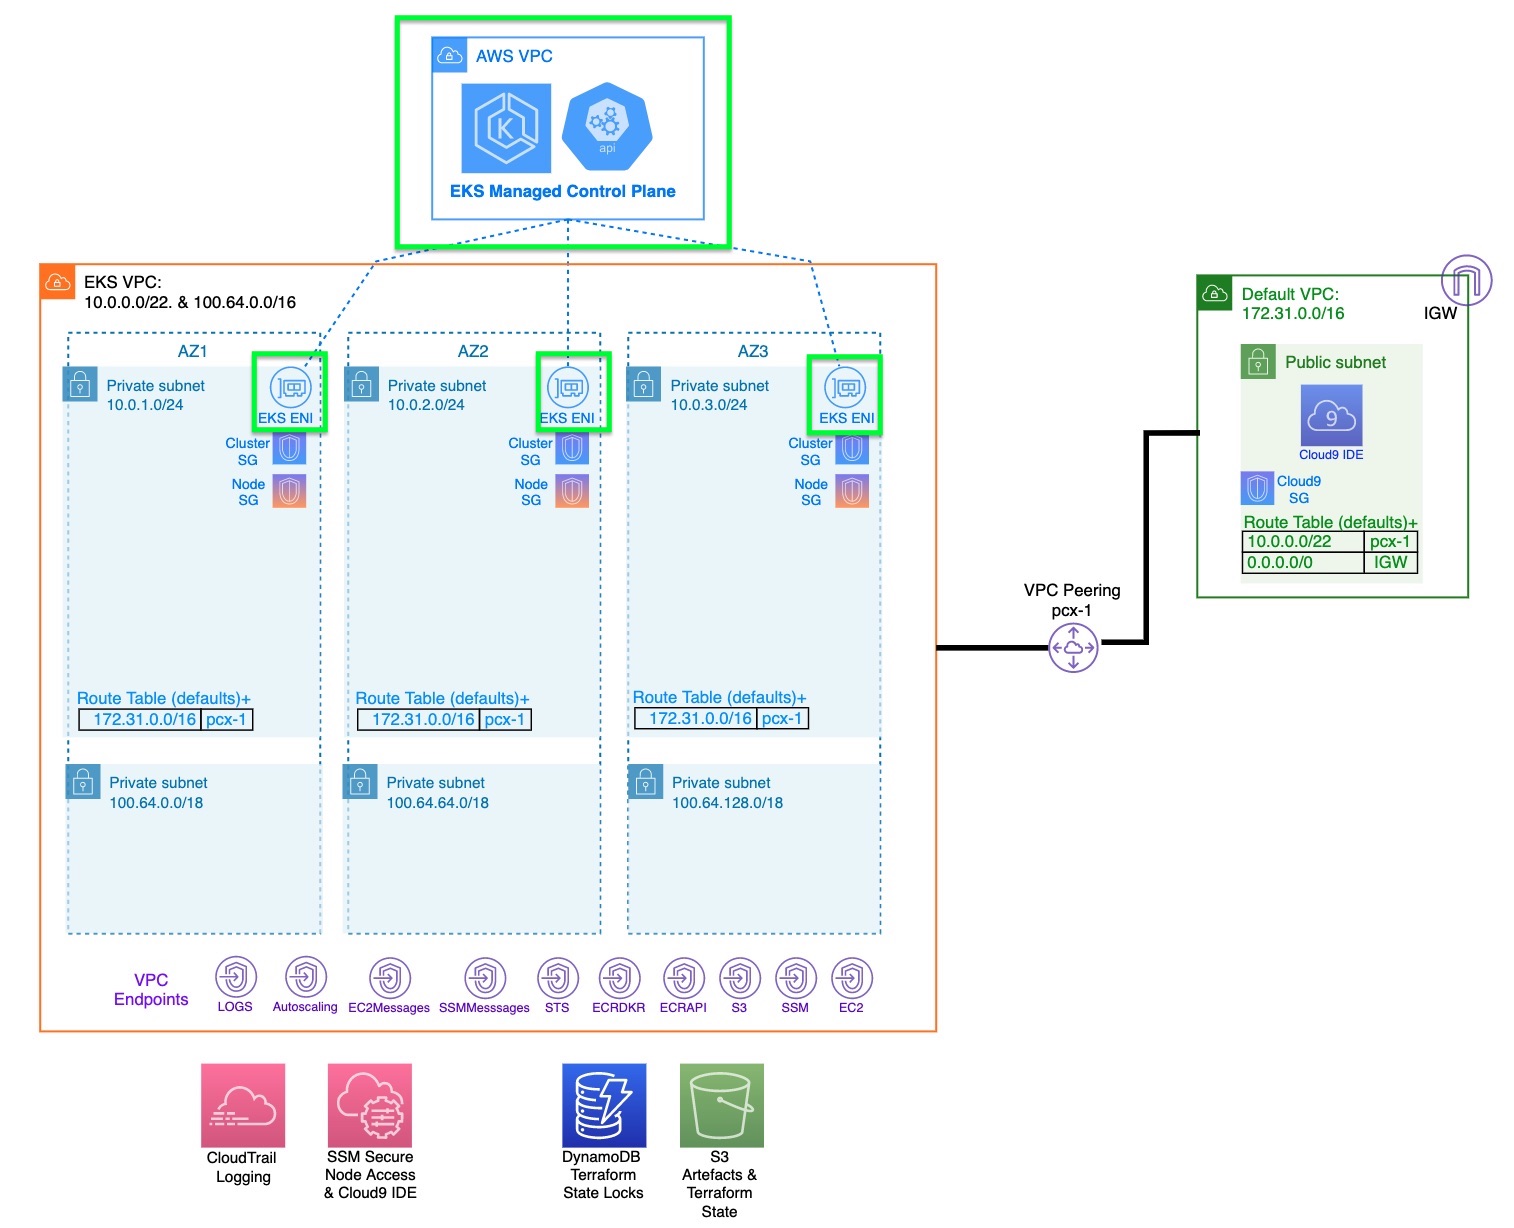 AWS VPC
K
api
EKS Managed Control Plane
EKS VPC:
10.0.0.0/22. & 100.64.0.0/16
AZ1
Private subnet
10.0.1.0/24
EKS ENI
Cluster
SG
Node
SG
Route Table (defaults)+
172.31.0.0/16 pcx-1
Private subnet
100.64.0.0/18
AZ2
Private subnet
10.0.2.0/24
EKS ENI
Cluster
SG
Node
SG
Route Table (defaults)+
172.31.0.0/16 pcx-1
Private subnet
100.64.64.0/18
AZ3
Private subnet
10.0.3.0/24
EKS ENI
Cluster
SG
Node
SG
Route Table (defaults)+
172.31.0.0/16 pcx-1
Private subnet
100.64.128.0/18
VPC
Endpoints
LOGS
Autoscaling
EC2Messages
SSMMesssages
STS
ECRDKR
ECRAPI
S3
SSM
EC2
VPC Peering
pcx-1
Default VPC:
172.31.0.0/16
IGW
Public subnet
9
Cloud9 IDE
Cloud9
SG
Route Table (defaults)+
10.0.0.0/22 pcx-1
0.0.0.0/0 IGW
CloudTrail
Logging
SSM Secure
Node Access
& Cloud9 IDE
DynamoDB
Terraform
State Locks
S3
Artefacts &
Terraform
State